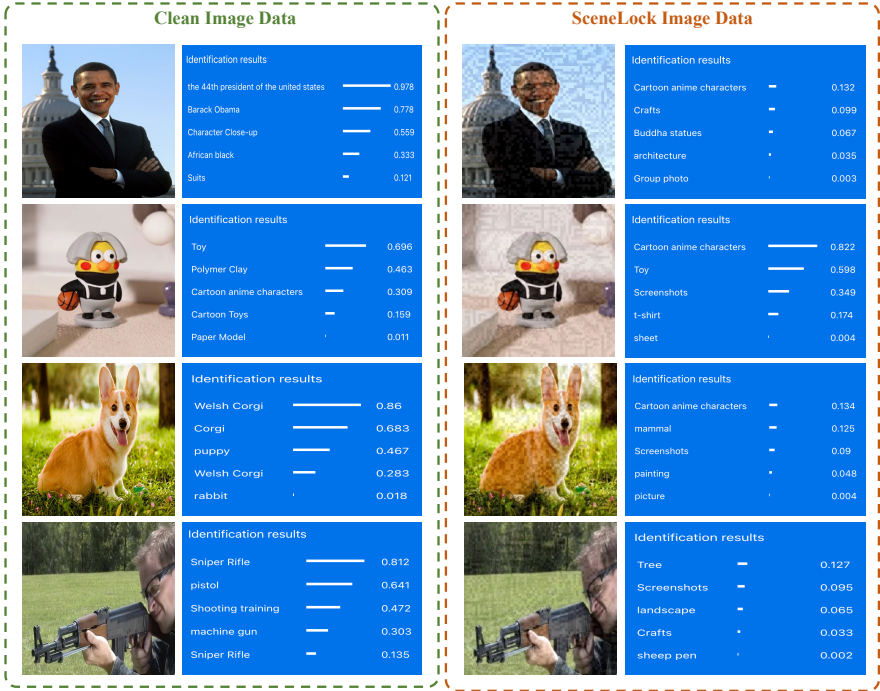 Clean Image Data
Identification results
the 44th president of the united states 0.978
Barack Obama 0.778
Character Close-up 0.559
African black 0.333
Suits 0.121
Identification results
Toy 0.696
Polymer Clay 0.463
Cartoon anime characters 0.309
Cartoon Toys 0.159
Paper Model 0.011
Identification results
Welsh Corgi 0.86
Corgi 0.683
puppy 0.467
Welsh Corgi 0.283
rabbit 0.018
Identification results
Sniper Rifle 0.812
pistol 0.641
Shooting training 0.472
machine gun 0.303
Sniper Rifle 0.135
SceneLock Image Data
Identification results
Cartoon anime characters 0.132
Crafts 0.099
Buddha statues 0.067
architecture 0.035
Group photo 0.003
Identification results
Cartoon anime characters 0.822
Toy 0.598
Screenshots 0.349
t-shirt 0.174
sheet 0.004
Identification results
Cartoon anime characters 0.134
mammal 0.125
Screenshots 0.09
painting 0.048
picture 0.004
Identification results
Tree 0.127
Screenshots 0.095
landscape 0.065
Crafts 0.033
sheep pen 0.002